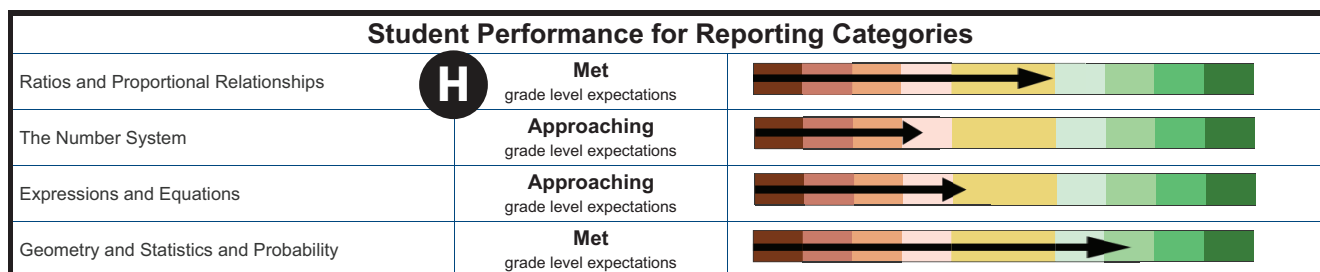 Student Performance for Reporting Categories
Ratios and Proportional Relationships
H
Met
grade level expectations
The Number System
Approaching
grade level expectations
Expressions and Equations
Approaching
grade level expectations
Geometry and Statistics and Probability
Met
grade level expectations